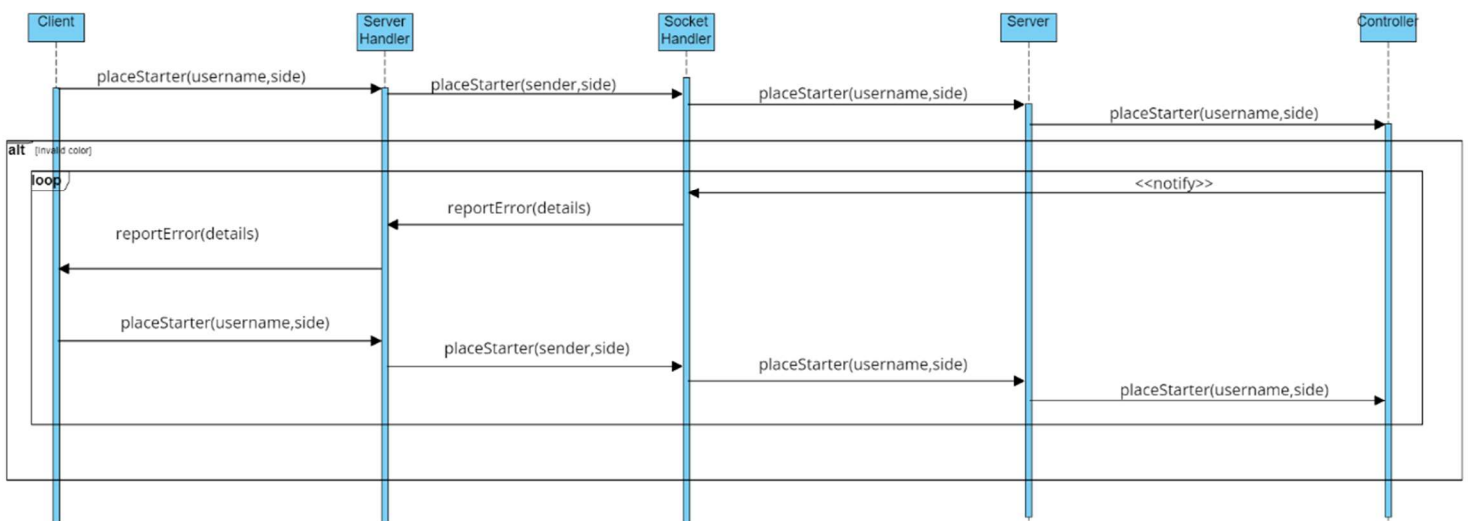 Client
Server
Handler
Socket
Handler
Server
Controller
placeStarter(username,side)
placeStarter(sender,side)
placeStarter(username,side)
placeStarter(username,side)
alt [Invalid color]
loop
<<notify>>
reportError(details)
reportError(details)
placeStarter(username,side)
placeStarter(sender,side)
placeStarter(username,side)
placeStarter(username,side)